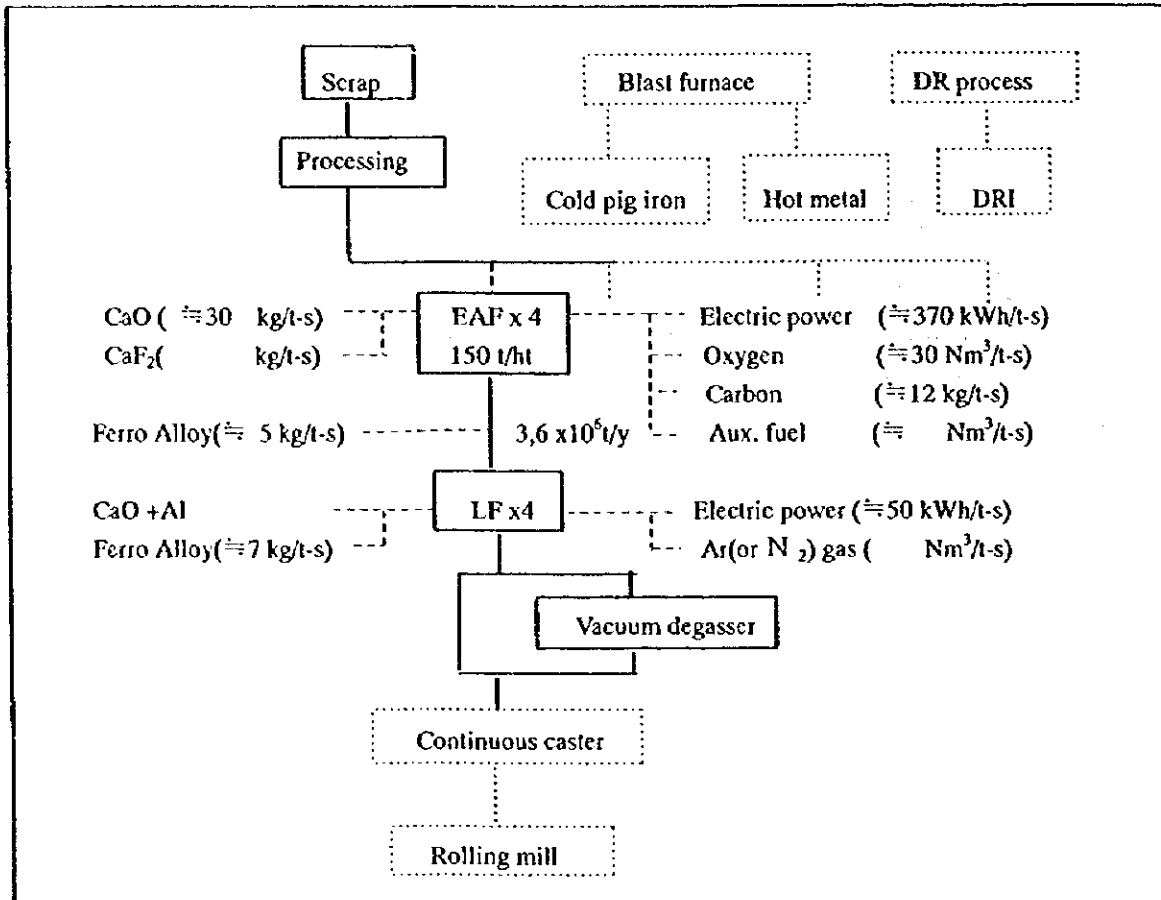 Scrap
Blast furnace
DR process
Processing
Cold pig iron
Hot metal
DRI
CaO ( ≒30 kg/t-s)
CaF₂( kg/t-s)
EAF x 4
150 t/ht
Electric power (≒370 kWh/t-s)
Oxygen (≒30 Nm³/t-s)
Carbon (≒12 kg/t-s)
Aux. fuel (≒ Nm³/t-s)
Ferro Alloy(≒ 5 kg/t-s)
3,6 x10⁶t/y
CaO +Al
Ferro Alloy(≒7 kg/t-s)
LF x4
Electric power (≒50 kWh/t-s)
Ar(or N ₂) gas ( Nm³/t-s)
Vacuum degasser
Continuous caster
Rolling mill